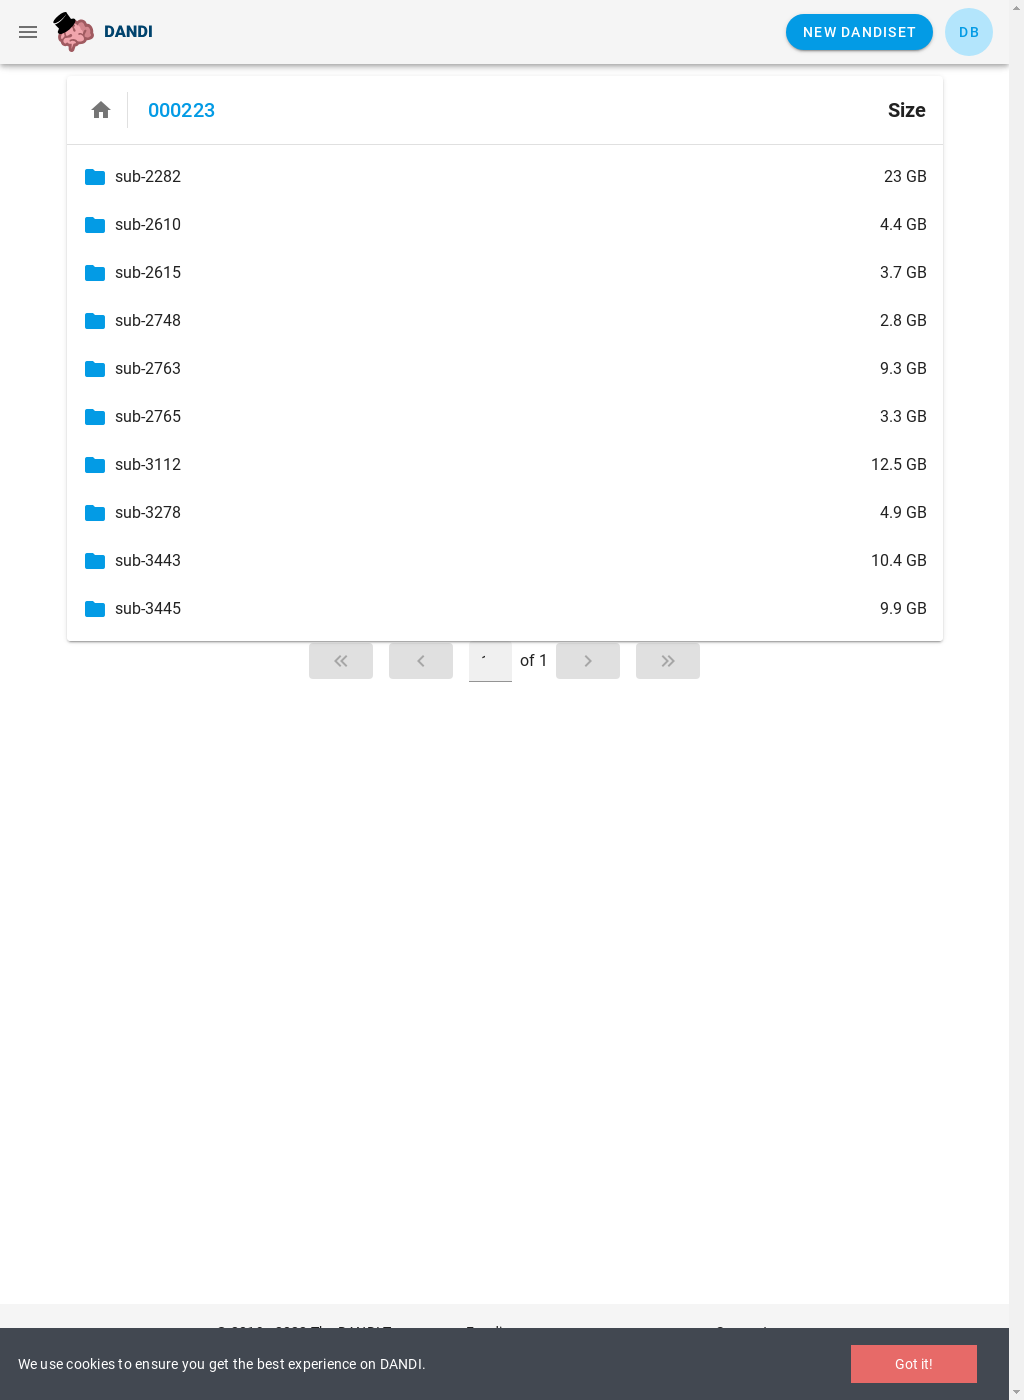 DANDI
NEW DANDISET
DB
000223
Size
sub-2282 23 GB
sub-2610 4.4 GB
sub-2615 3.7 GB
sub-2748 2.8 GB
sub-2763 9.3 GB
sub-2765 3.3 GB
sub-3112 12.5 GB
sub-3278 4.9 GB
sub-3443 10.4 GB
sub-3445 9.9 GB
of 1
We use cookies to ensure you get the best experience on DANDI.
Got it!